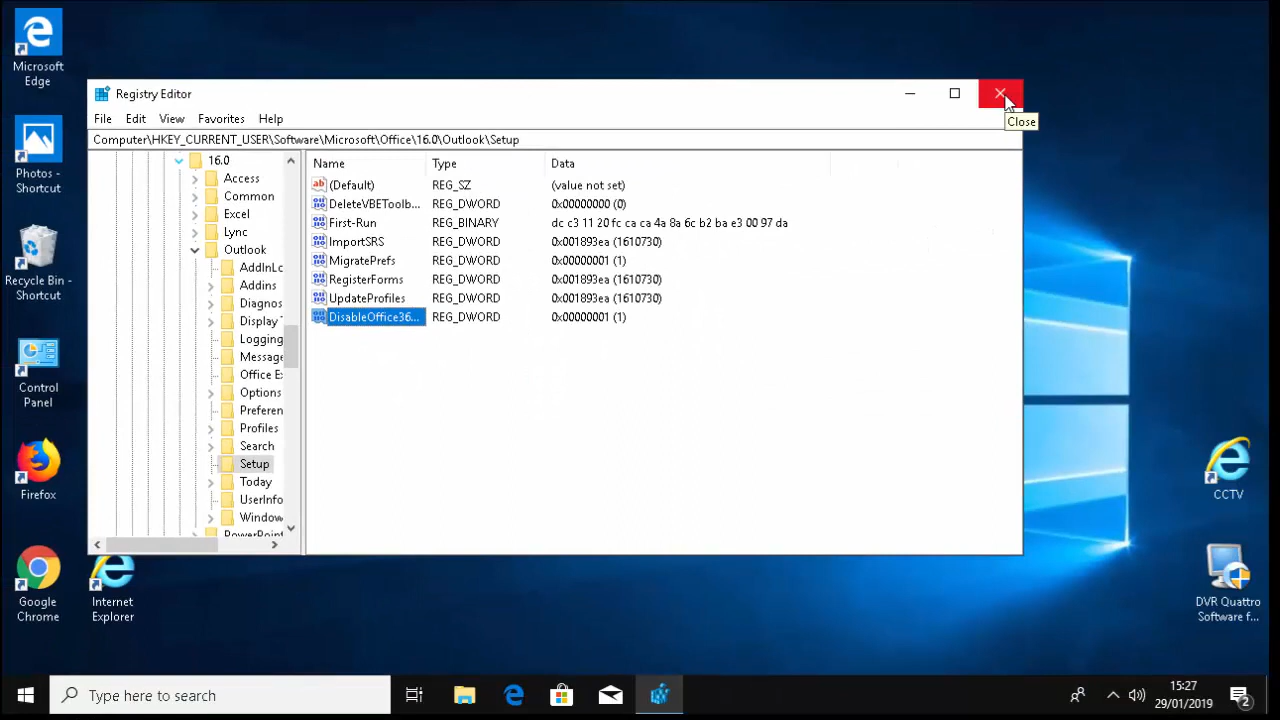 Microsoft
Edge
Photos -
Shortcut
Recycle Bin -
Shortcut
Control
Panel
Firefox
Google
Chrome
Internet
Explorer
Registry Editor
Close
File Edit View Favorites Help
Computer\HKEY_CURRENT_USER\Software\Microsoft\Office\16.0\Outlook\Setup
16.0
Access
Common
Excel
Lync
Outlook
AddInLc
Addins
Diagnos
Display
Logging
Message
Office E
Options
Preferen
Profiles
Search
Setup
Today
UserInfo
Window
PowerPoint
Name Type Data
ab (Default) REG_SZ (value not set)
DeleteVBEToolb... REG_DWORD 0x00000000 (0)
First-Run REG_BINARY dc c3 11 20 fc ca ca 4a 8a 6c b2 ba e3 00 97 da
ImportSRS REG_DWORD 0x001893ea (1610730)
MigratePrefs REG_DWORD 0x00000001 (1)
RegisterForms REG_DWORD 0x001893ea (1610730)
UpdateProfiles REG_DWORD 0x001893ea (1610730)
DisableOffice36... REG_DWORD 0x00000001 (1)
CCTV
DVR Quattro
Software f...
Type here to search
15:27
29/01/2019
2